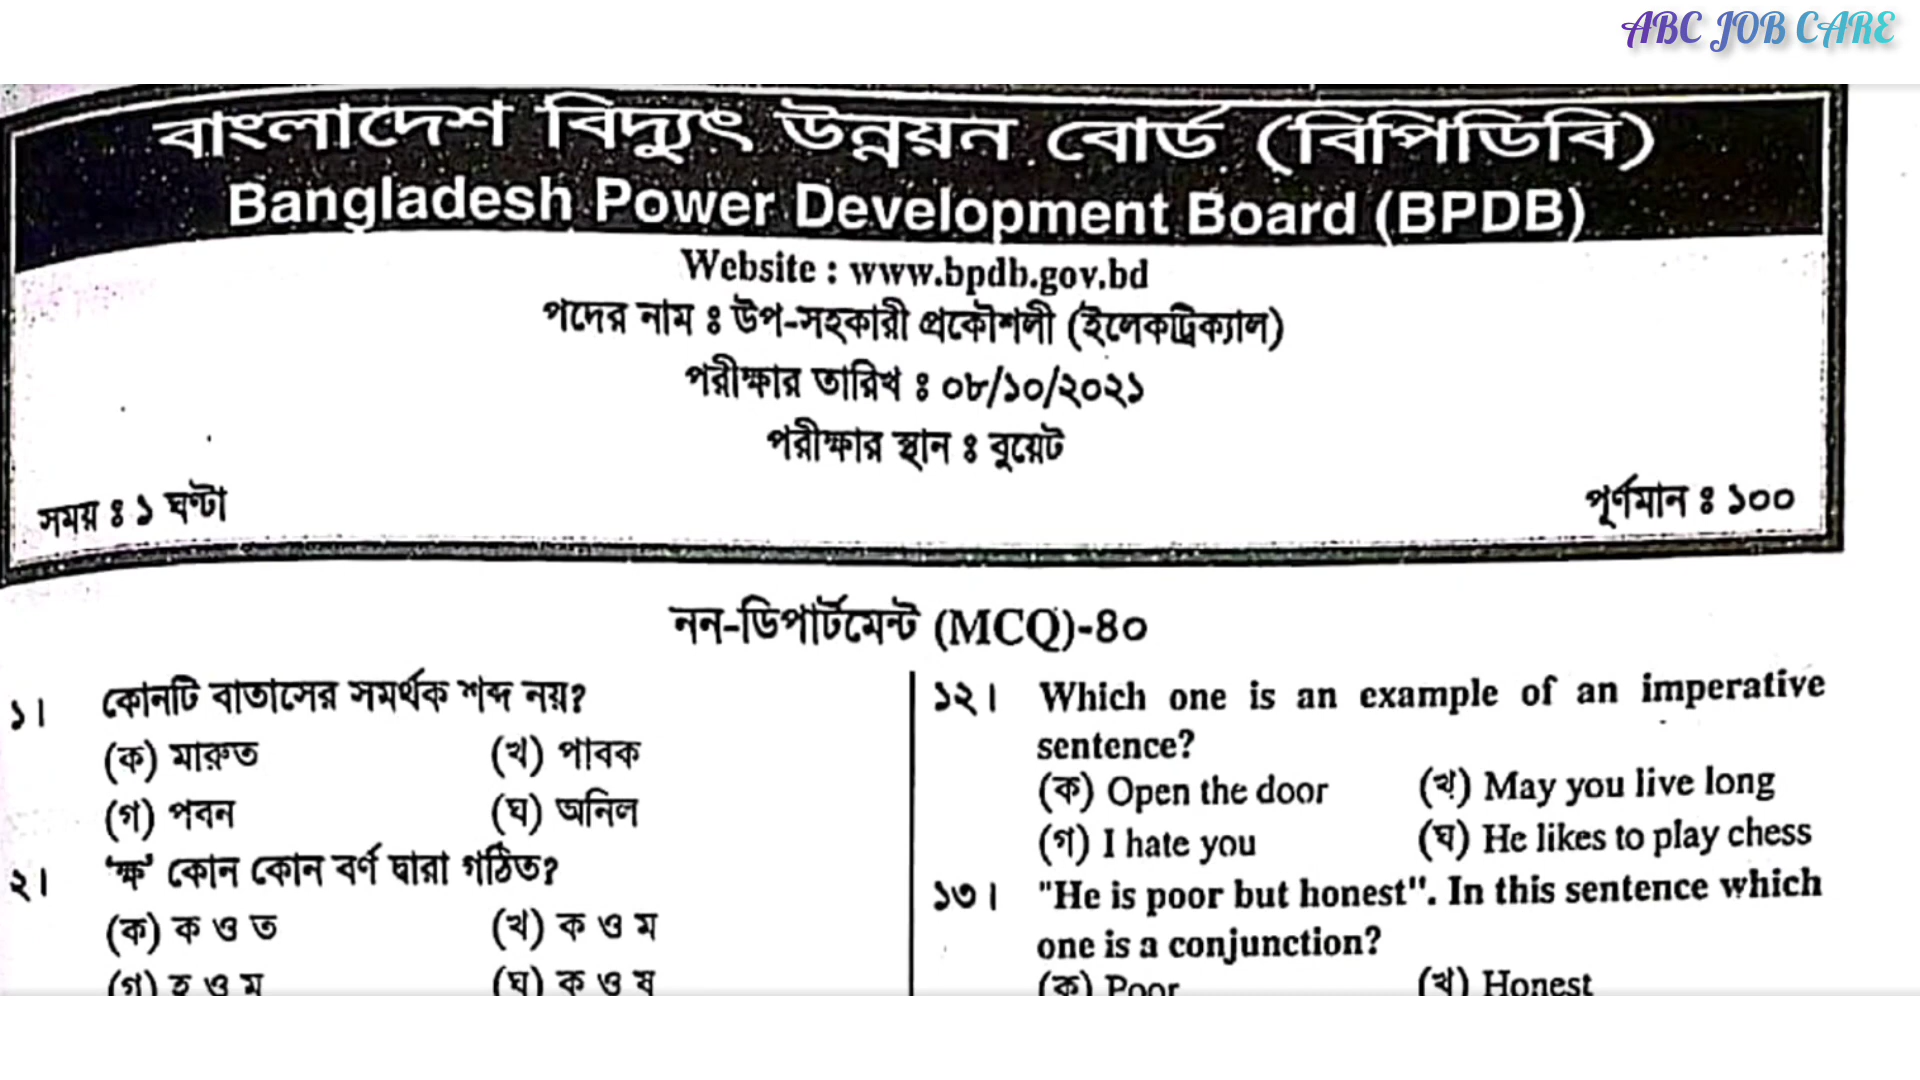 ABC JOB CARE
বাংলাদেশ বিদ্যুৎ উন্নয়ন বোর্ড (বিপিডিবি)
Bangladesh Power Development Board (BPDB)
Website : www.bpdb.gov.bd
পদের নাম ঃ উপ-সহকারী প্রকৌশলী (ইলেকট্রিক্যাল)
পরীক্ষার তারিখ ঃ ০৮/১০/২০২১
পরীক্ষার স্থান ঃ বুয়েট
সময় ঃ ১ ঘণ্টা
পূর্ণমান ঃ ১০০
নন-ডিপার্টমেন্ট (MCQ)-৪০
১। কোনটি বাতাসের সমর্থক শব্দ নয়?
(ক) মারুত (খ) পাবক
(গ) পবন (ঘ) অনিল
২। ‘ক্ষ’ কোন কোন বর্ণ দ্বারা গঠিত?
(ক) ক ও ত (খ) ক ও ম
(গ) হ ও ম (ঘ) ক ও ষ
১২। Which one is an example of an imperative
sentence?
(ক) Open the door (খ) May you live long
(গ) I hate you (ঘ) He likes to play chess
১৩। "He is poor but honest". In this sentence which
one is a conjunction?
(ক) Poor (খ) Honest